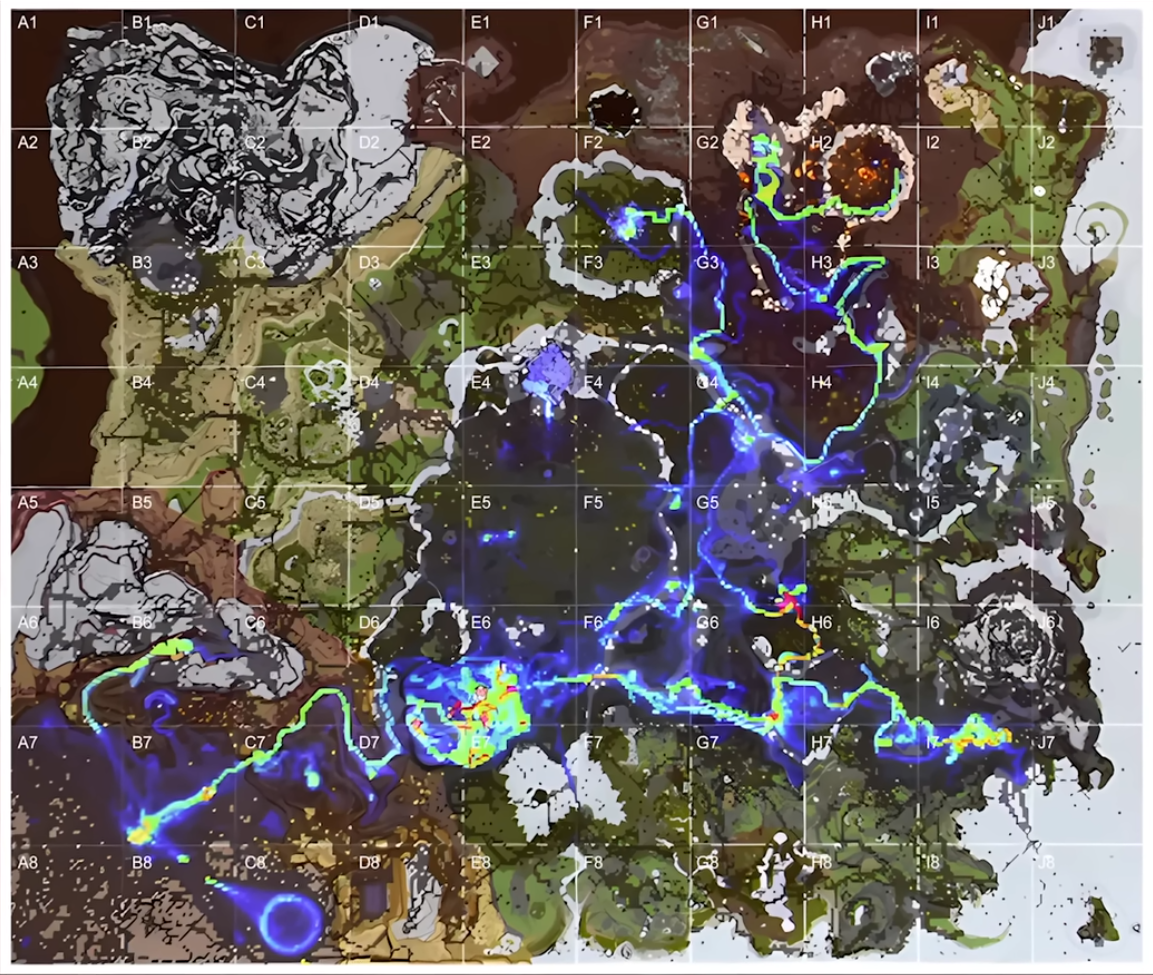 A1 B1 C1 D1 E1 F1 G1 H1 I1 J1
A2 B2 C2 D2 E2 F2 G2 H2 I2 J2
A3 B3 C3 D3 E3 F3 G3 H3 I3 J3
A4 B4 C4 D4 E4 F4 G4 H4 I4 J4
A5 B5 C5 D5 E5 F5 G5 H5 I5 J5
A6 B6 C6 D6 E6 F6 G6 H6 I6 J6
A7 B7 C7 D7 E7 F7 G7 H7 I7 J7
A8 B8 C8 D8 E8 F8 G8 H8 I8 J8